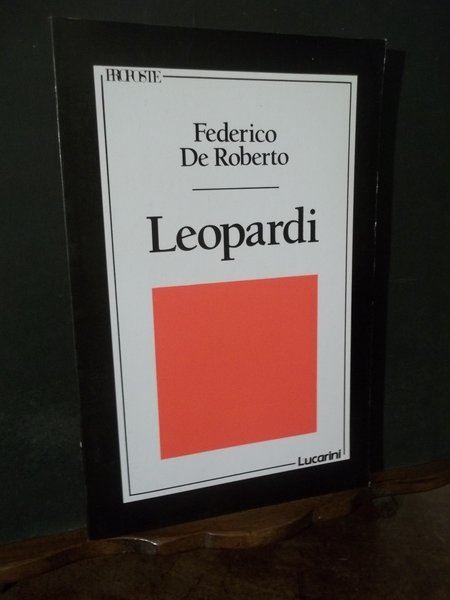 PROPOSTE
Federico
De Roberto
Leopardi
Lucarini